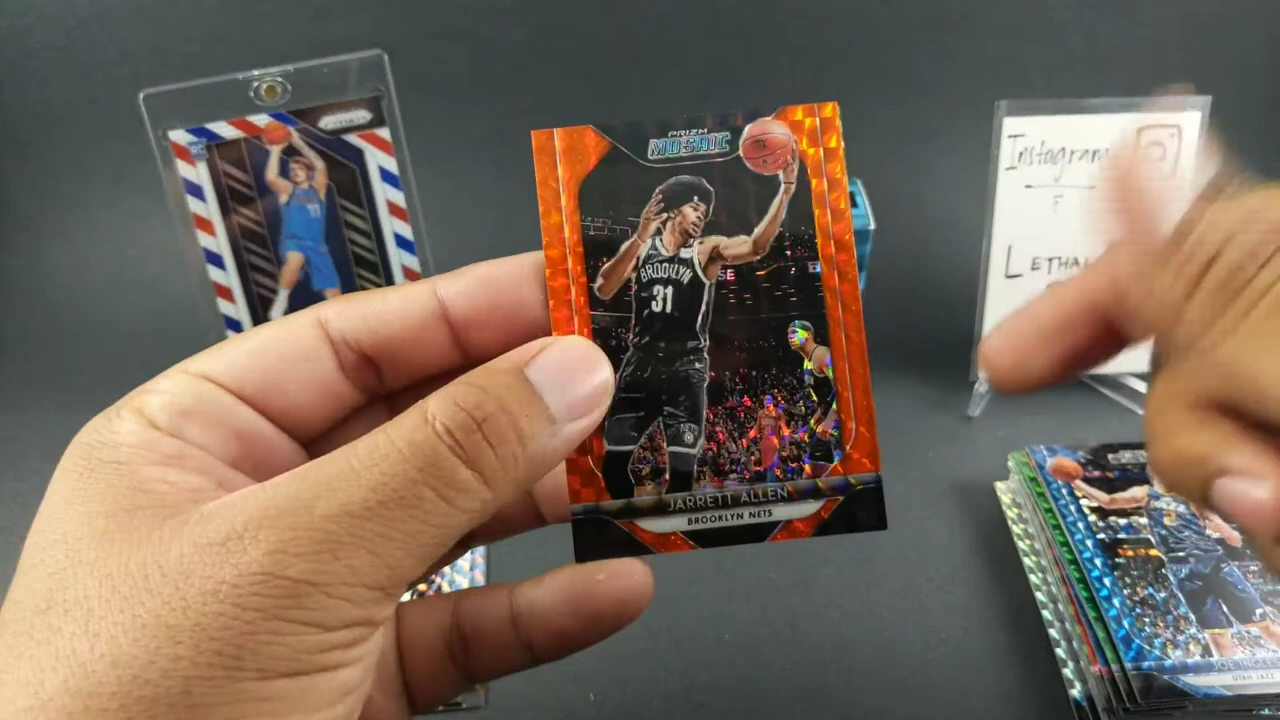 PRIZM
MOSAIC
BROOKLYN
31
JARRETT ALLEN
BROOKLYN NETS
Instagram
LETHAL
JOE INGLES
UTAH JAZZ